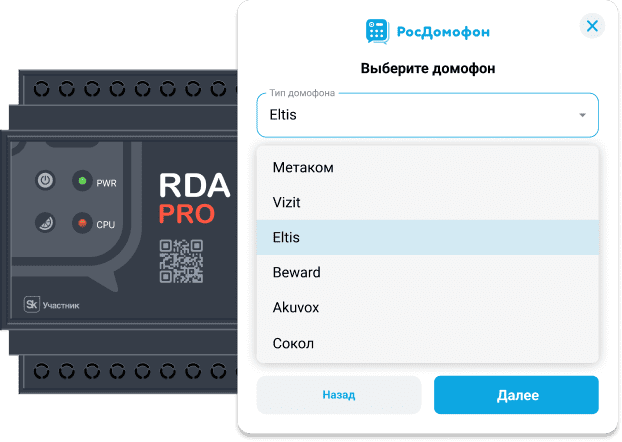 РосДомофон
Выберите домофон
Тип домофона
Eltis
Метаком
Vizit
Eltis
Beward
Akuvox
Сокол
Назад
Далее
PWR
CPU
RDA
PRO
Sk Участник